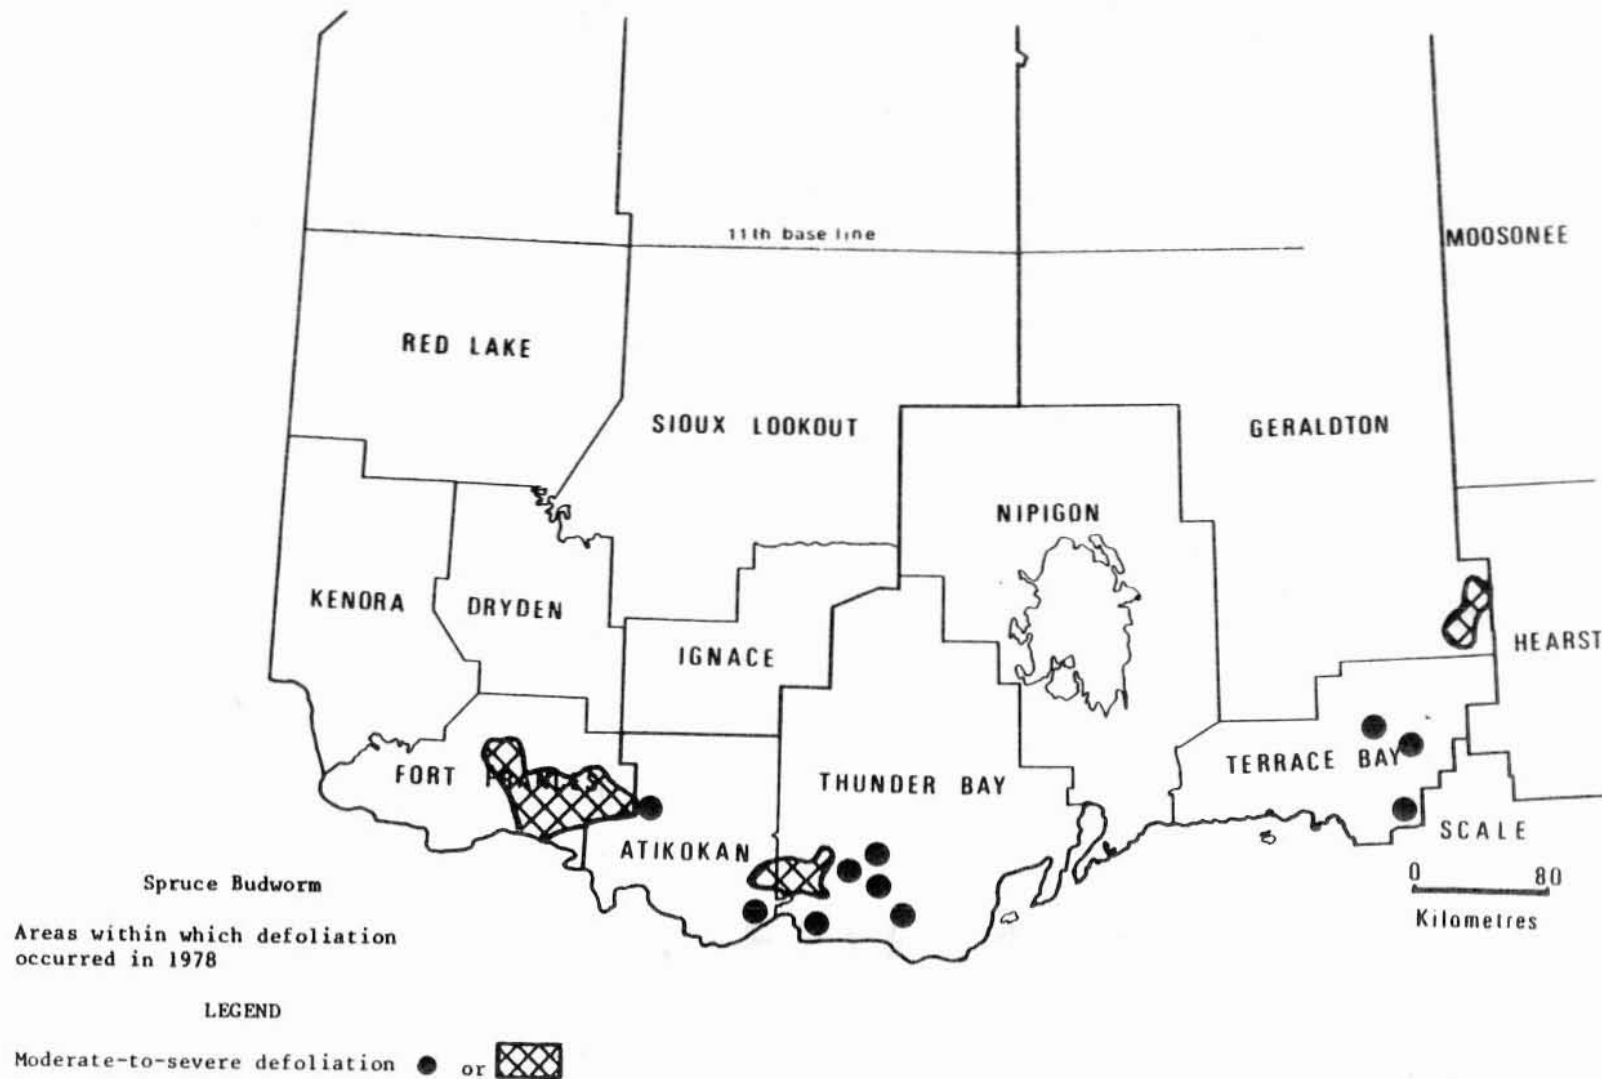 11th base line
MOOSONEE
RED LAKE
SIOUX LOOKOUT
GERALDTON
NIPIGON
KENORA
DRYDEN
IGNACE
HEARST
FORT FRANCES
THUNDER BAY
TERRACE BAY
ATIKOKAN
SCALE
0 80
Kilometres
Spruce Budworm
Areas within which defoliation
occurred in 1978
LEGEND
Moderate-to-severe defoliation or